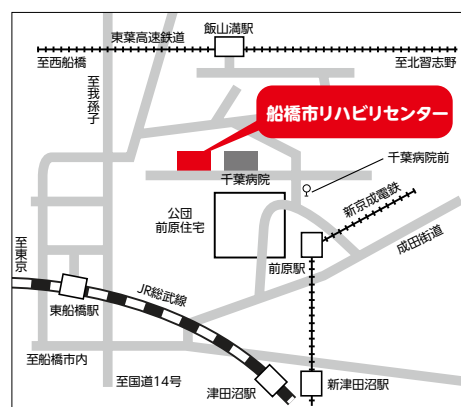 東葉高速鉄道
飯山満駅
至西船橋
至北習志野
至我孫子
船橋市リハビリセンター
千葉病院前
千葉病院
公団
前原住宅
新京成電鉄
成田街道
至東京
前原駅
JR総武線
東船橋駅
至船橋市内
至国道14号
津田沼駅
新津田沼駅